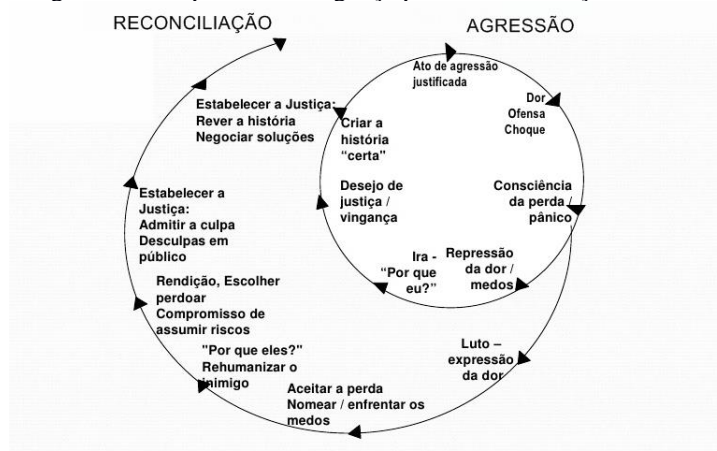 RECONCILIAÇÃO
AGRESSÃO
Ato de agressão
justificada
Dor
Ofensa
Choque
Consciência
da perda /
pânico
Repressão
da dor /
medos
Ira -
"Por que
eu?"
Desejo de
justiça /
vingança
Criar a
história
“certa"
Luto –
expressão
da dor
Aceitar a perda
Nomear / enfrentar os
medos
"Por que eles?"
Rehumanizar o
inimigo
Rendição, Escolher
perdoar
Compromisso de
assumir riscos
Estabelecer a
Justiça:
Admitir a culpa
Desculpas em
público
Estabelecer a Justiça:
Rever a história
Negociar soluções